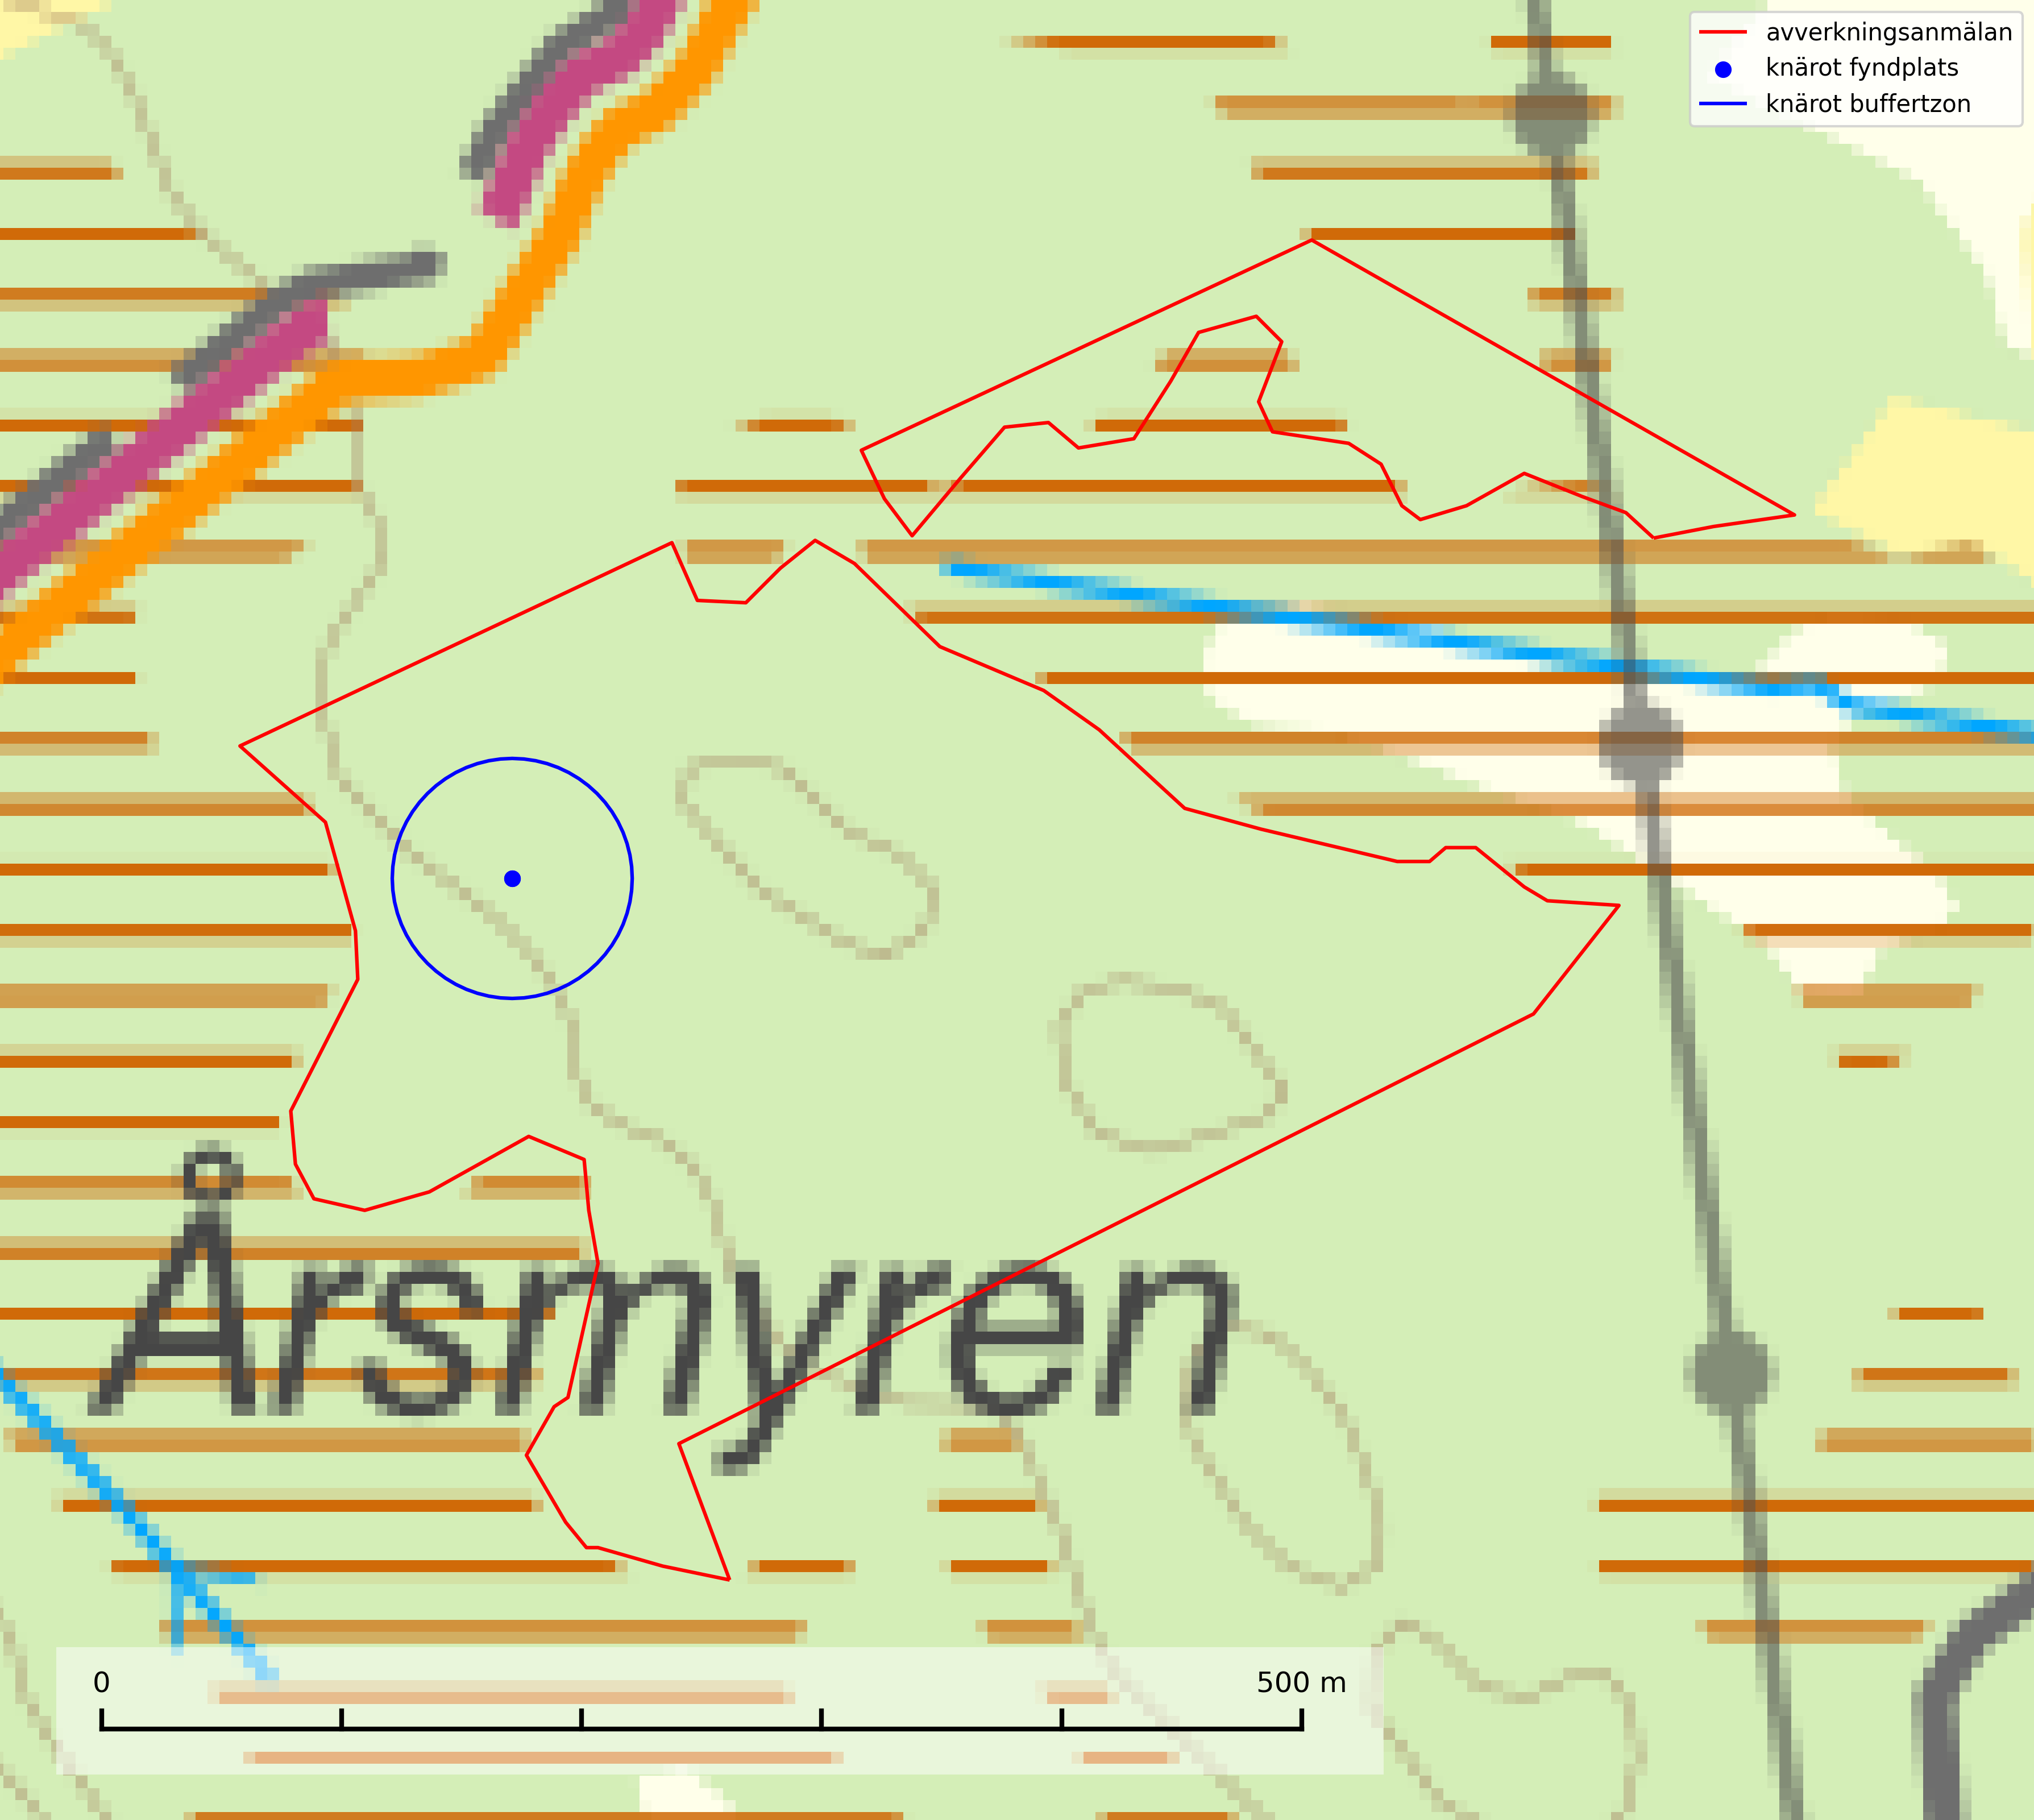 avverkningsanmälan
knärot fyndplats
knärot buffertzon
Årsmyren
0 500 m